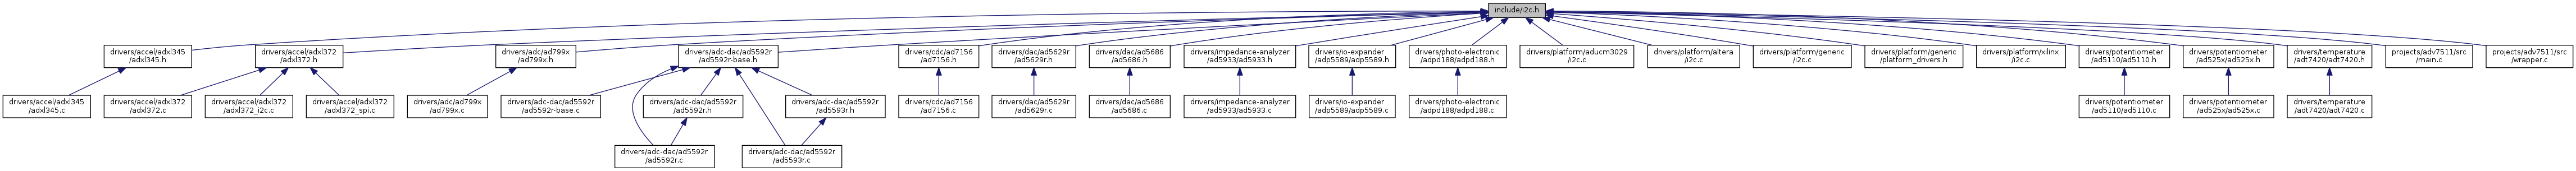 include/i2c.h
drivers/accel/adxl345
/adxl345.h
drivers/accel/adxl372
/adxl372.h
drivers/adc/ad799x
/ad799x.h
drivers/adc-dac/ad5592r
/ad5592r-base.h
drivers/cdc/ad7156
/ad7156.h
drivers/dac/ad5629r
/ad5629r.h
drivers/dac/ad5686
/ad5686.h
drivers/impedance-analyzer
/ad5933/ad5933.h
drivers/io-expander
/adp5589/adp5589.h
drivers/photo-electronic
/adpd188/adpd188.h
drivers/platform/aducm3029
/i2c.c
drivers/platform/altera
/i2c.c
drivers/platform/generic
/i2c.c
drivers/platform/generic
/platform_drivers.h
drivers/platform/xilinx
/i2c.c
drivers/potentiometer
/ad5110/ad5110.h
drivers/potentiometer
/ad525x/ad525x.h
drivers/temperature
/adt7420/adt7420.h
projects/adv7511/src
/main.c
projects/adv7511/src
/wrapper.c
drivers/accel/adxl345
/adxl345.c
drivers/accel/adxl372
/adxl372.c
drivers/accel/adxl372
/adxl372_i2c.c
drivers/accel/adxl372
/adxl372_spi.c
drivers/adc/ad799x
/ad799x.c
drivers/adc-dac/ad5592r
/ad5592r-base.c
drivers/adc-dac/ad5592r
/ad5592r.h
drivers/adc-dac/ad5592r
/ad5593r.h
drivers/cdc/ad7156
/ad7156.c
drivers/dac/ad5629r
/ad5629r.c
drivers/dac/ad5686
/ad5686.c
drivers/impedance-analyzer
/ad5933/ad5933.c
drivers/io-expander
/adp5589/adp5589.c
drivers/photo-electronic
/adpd188/adpd188.c
drivers/potentiometer
/ad5110/ad5110.c
drivers/potentiometer
/ad525x/ad525x.c
drivers/temperature
/adt7420/adt7420.c
drivers/adc-dac/ad5592r
/ad5592r.c
drivers/adc-dac/ad5592r
/ad5593r.c